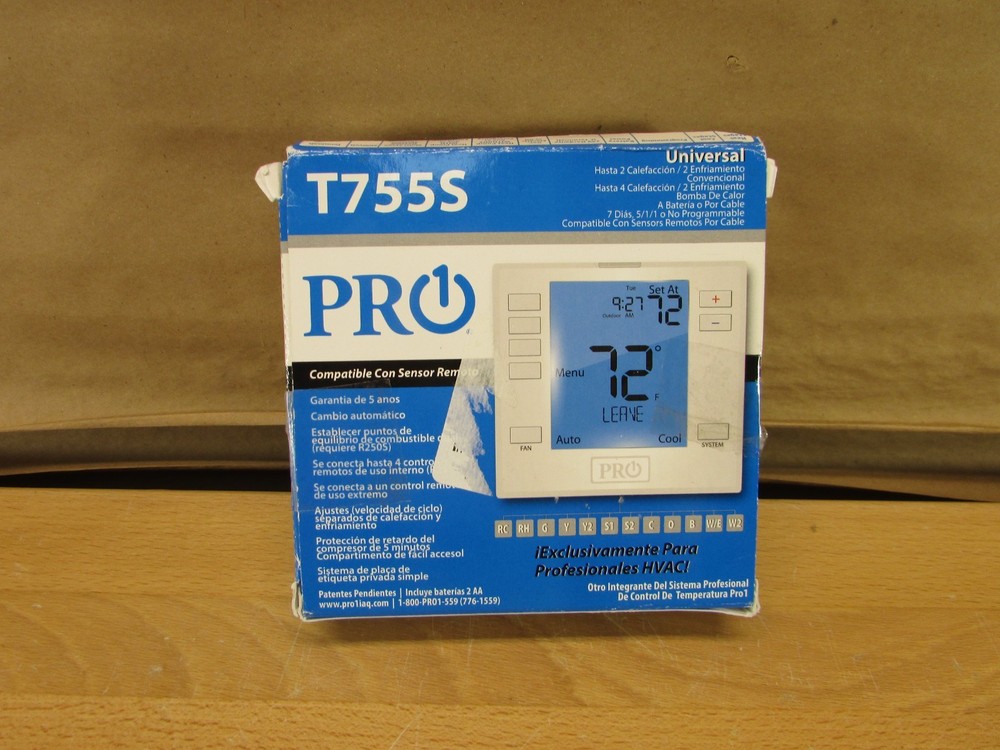 T755S
Universal
Hasta 2 Calefacción / 2 Enfriamiento
Convencional
Hasta 4 Calefacción / 2 Enfriamiento
Bomba De Calor
A Batería o Por Cable
7 Diás, 5/1/1 o No Programmable
Compatible Con Sensors Remotos Por Cable
PRO1
Tue
Set At
9:27 AM
72
+
−
72°F
Menu
LEAVE
Auto
Cool
FAN
SYSTEM
PRO
Compatible Con Sensor Remoto
Garantia de 5 anos
Cambio automático
Establecer puntos de
equilibrio de combustible
(requiere R250S)
Se conecta hasta 4
remotos de uso interno
Se conecta a un control
de uso extremo
Ajustes (velocidad de ciclo)
separados de calefacción y
enfriamiento
Protección de retardo del
compresor de 5 minutos
Compartimento de fácil accesol
Sistema de plaça de
etiqueta privada simple
RC RH G Y Y2 S1 S2 C O B W/E W2
¡Exclusivamente Para
Profesionales HVAC!
Patentes Pendientes | Incluye baterías 2 AA
www.pro1iaq.com | 1-800-PRO1-559 (776-1559)
Otro Integrante Del Sistema Profesional
De Control De Temperatura Pro1